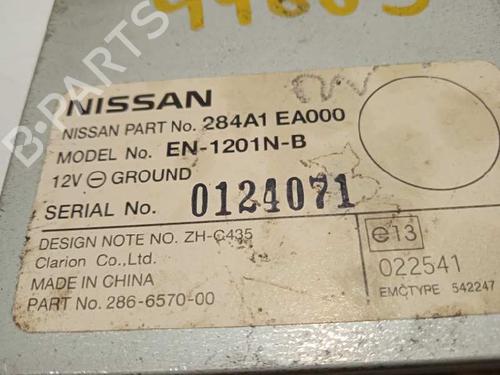 44663
NISSAN
NISSAN PART No. 284A1 EA000
MODEL No. EN-1201N-B
12V ⊖ GROUND
SERIAL No. 0124071
DESIGN NOTE NO. ZH-C435
Clarion Co., Ltd.
MADE IN CHINA
PART No. 286-6570-00
e13
022541
EMCTYPE 542247
B-PARTS